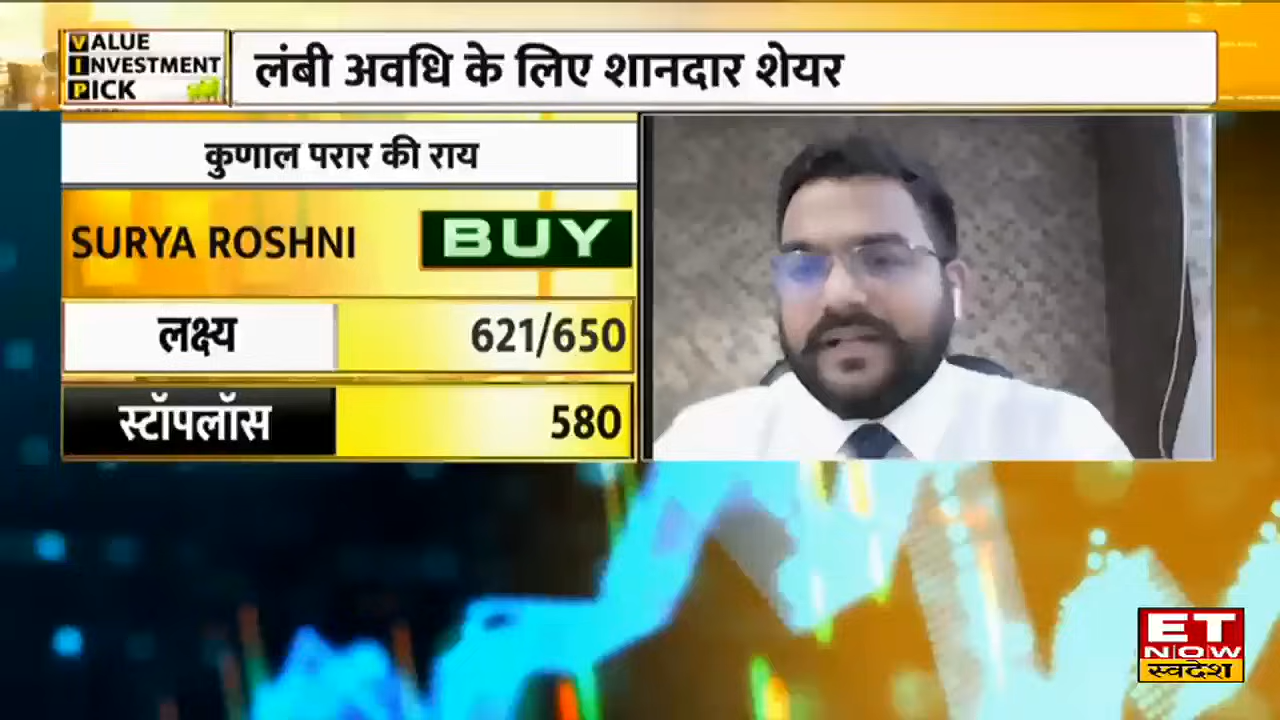 VALUE
INVESTMENT
PICK
लंबी अवधि के लिए शानदार शेयर
कुणाल परार की राय
SURYA ROSHNI BUY
लक्ष्य 621/650
स्टॉपलॉस 580
ET
NOW
स्वदेश